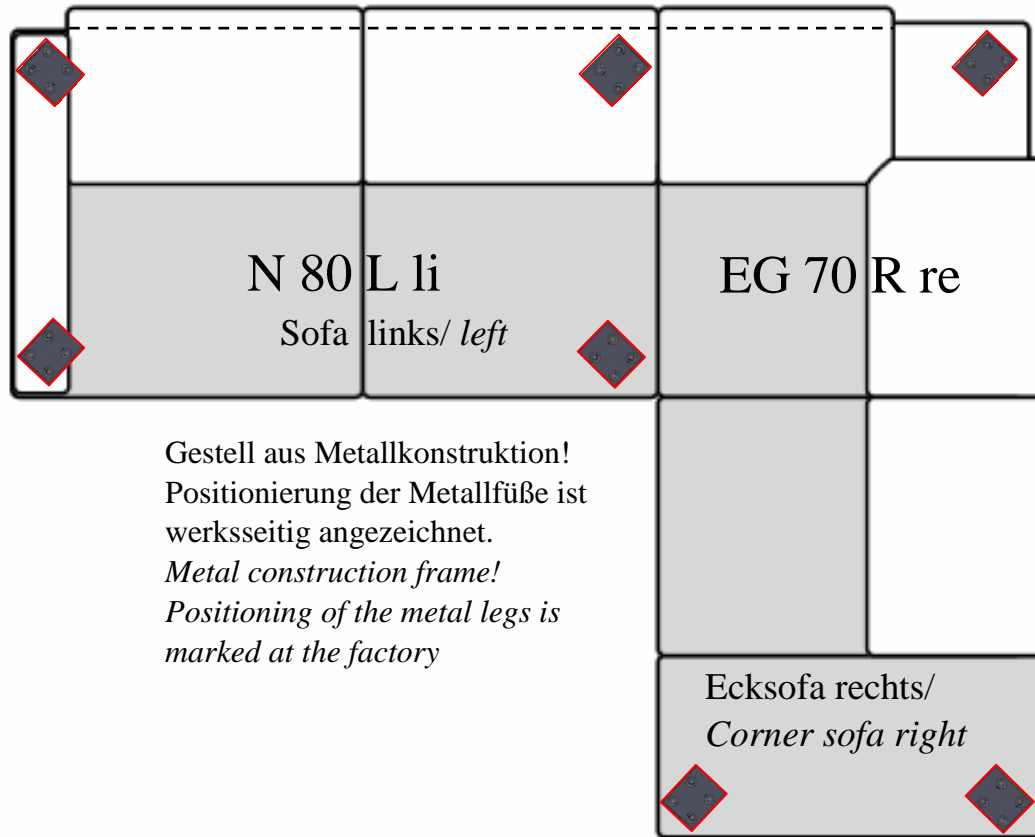 N 80 L li
Sofa links/ left
EG 70 R re
Gestell aus Metallkonstruktion!
Positionierung der Metallfüße ist
werksseitig angezeichnet.
Metal construction frame!
Positioning of the metal legs is
marked at the factory
Ecksofa rechts/
Corner sofa right